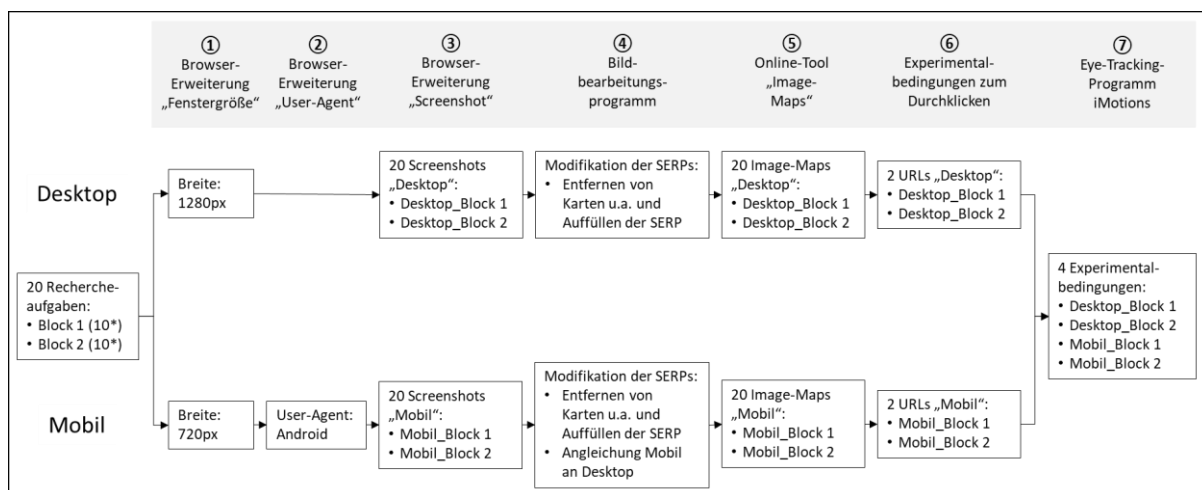 ①
Browser-
Erweiterung
„Fenstergröße“
②
Browser-
Erweiterung
„User-Agent“
③
Browser-
Erweiterung
„Screenshot“
④
Bild-
bearbeitungs-
programm
⑤
Online-Tool
„Image-
Maps“
⑥
Experimental-
bedingungen zum
Durchklicken
⑦
Eye-Tracking-
Programm
iMotions
Desktop
Breite:
1280px
20 Screenshots
„Desktop“:
• Desktop_Block 1
• Desktop_Block 2
Modifikation der SERPs:
• Entfernen von
Karten u.a. und
Auffüllen der SERP
20 Image-Maps
„Desktop“:
• Desktop_Block 1
• Desktop_Block 2
2 URLs „Desktop“:
• Desktop_Block 1
• Desktop_Block 2
20 Recherche-
aufgaben:
• Block 1 (10*)
• Block 2 (10*)
4 Experimental-
bedingungen:
• Desktop_Block 1
• Desktop_Block 2
• Mobil_Block 1
• Mobil_Block 2
Mobil
Breite:
720px
User-Agent:
Android
20 Screenshots
„Mobil“:
• Mobil_Block 1
• Mobil_Block 2
Modifikation der SERPs:
• Entfernen von
Karten u.a. und
Auffüllen der SERP
• Angleichung Mobil
an Desktop
20 Image-Maps
„Mobil“:
• Mobil_Block 1
• Mobil_Block 2
2 URLs „Mobil“:
• Mobil_Block 1
• Mobil_Block 2